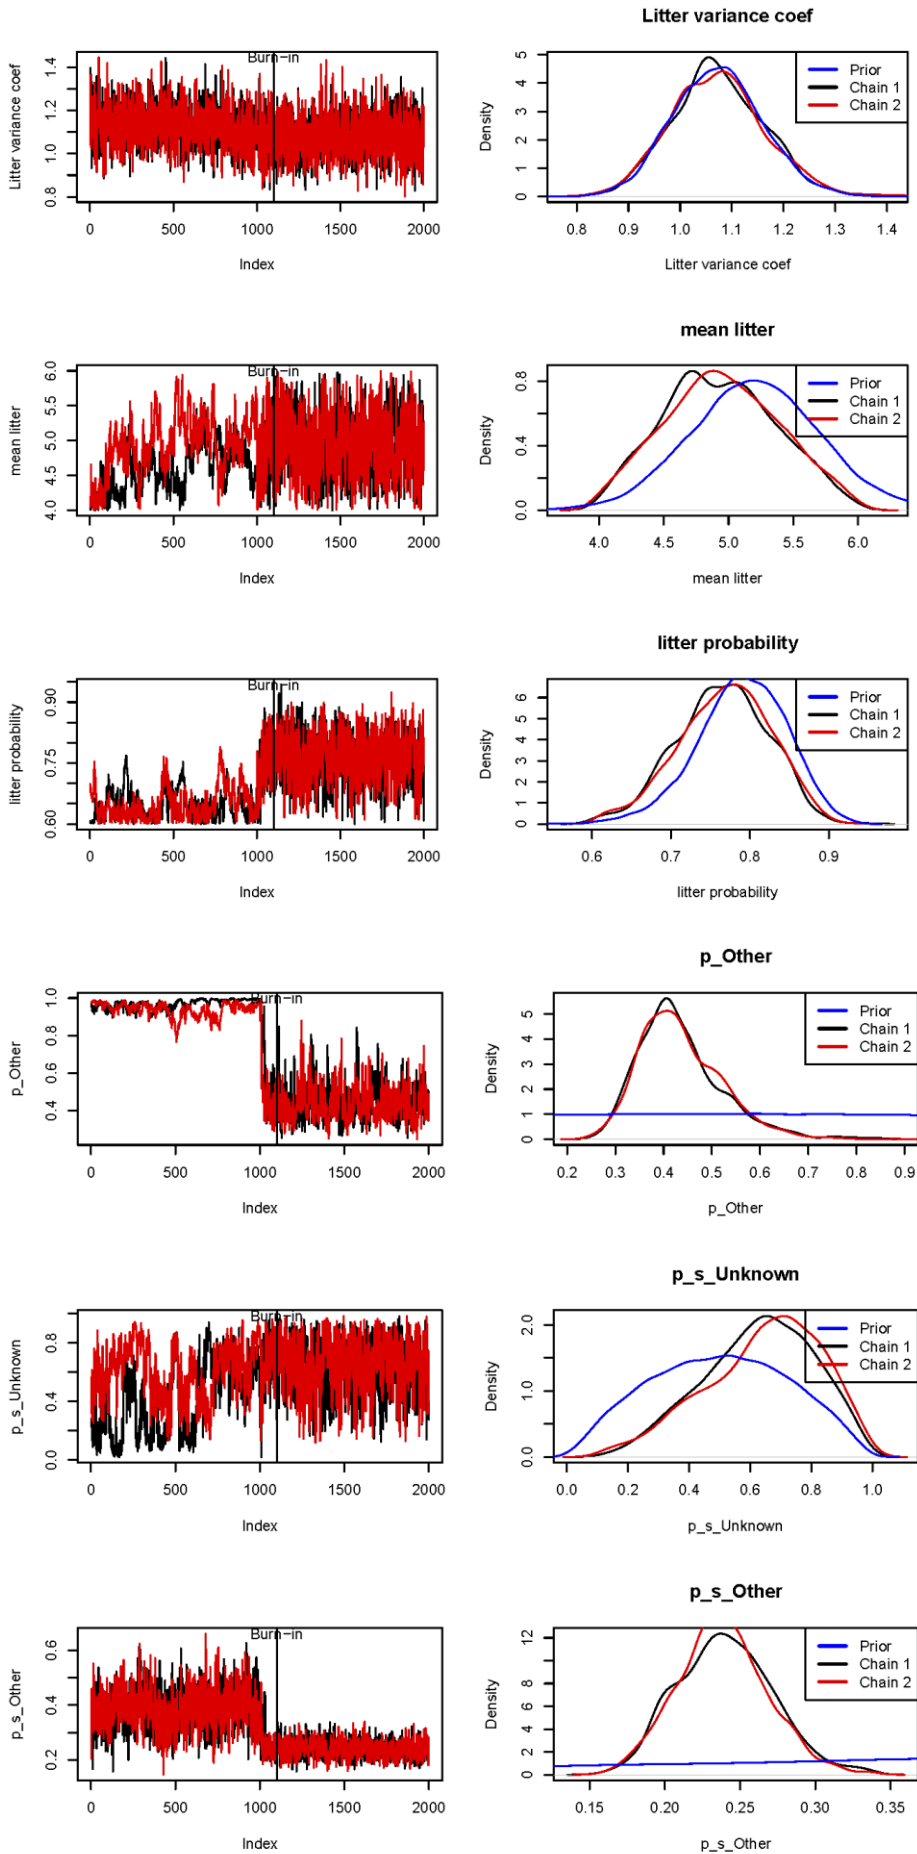 Litter variance coef
Burn-in
Litter variance coef
0.8 1.0 1.2 1.4
0 500 1000 1500 2000
Index
Density
0 1 2 3 4 5
Prior
Chain 1
Chain 2
0.8 0.9 1.0 1.1 1.2 1.3 1.4
Litter variance coef
mean litter
Burn-in
mean litter
4.0 4.5 5.0 5.5 6.0
0 500 1000 1500 2000
Index
Density
0.0 0.4 0.8
Prior
Chain 1
Chain 2
4.0 4.5 5.0 5.5 6.0
mean litter
litter probability
Burn-in
litter probability
0.60 0.75 0.90
0 500 1000 1500 2000
Index
Density
0 1 2 3 4 5 6
Prior
Chain 1
Chain 2
0.6 0.7 0.8 0.9
litter probability
p_Other
Burn-in
p_Other
0.4 0.6 0.8 1.0
0 500 1000 1500 2000
Index
Density
0 1 2 3 4 5
Prior
Chain 1
Chain 2
0.2 0.3 0.4 0.5 0.6 0.7 0.8 0.9
p_Other
p_s_Unknown
Burn-in
p_s_Unknown
0.0 0.4 0.8
0 500 1000 1500 2000
Index
Density
0.0 1.0 2.0
Prior
Chain 1
Chain 2
0.0 0.2 0.4 0.6 0.8 1.0
p_s_Unknown
p_s_Other
Burn-in
p_s_Other
0.2 0.4 0.6
0 500 1000 1500 2000
Index
Density
0 2 4 6 8 12
Prior
Chain 1
Chain 2
0.15 0.20 0.25 0.30 0.35
p_s_Other